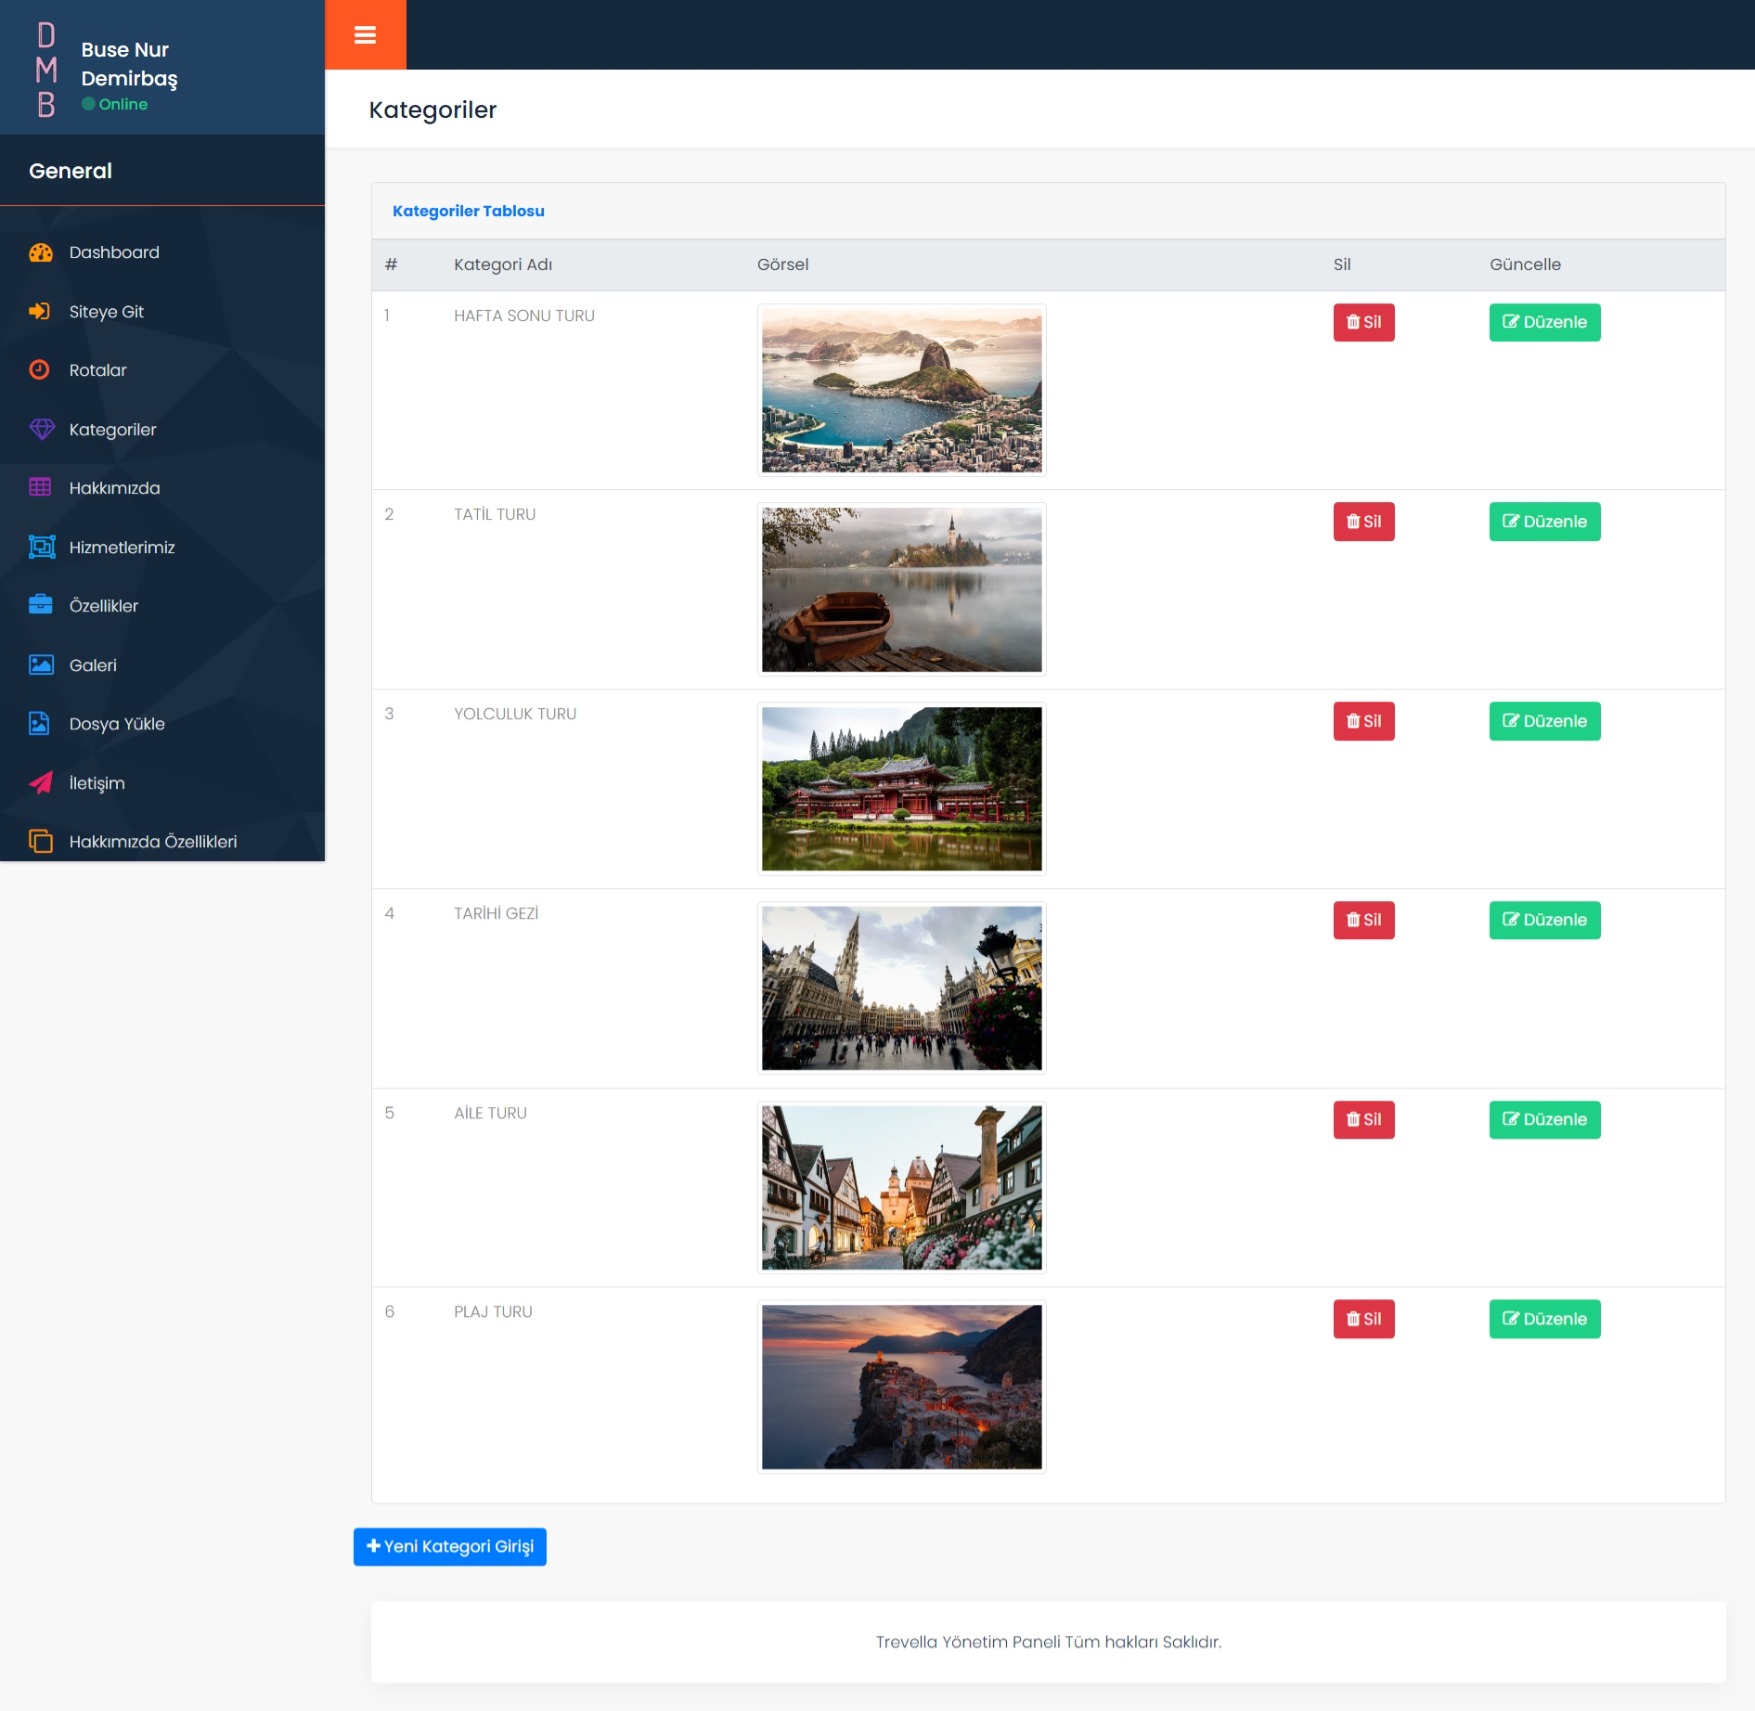 D
M
B
Buse Nur
Demirbaş
Online
General
Dashboard
Siteye Git
Rotalar
Kategoriler
Hakkımızda
Hizmetlerimiz
Özellikler
Galeri
Dosya Yükle
İletişim
Hakkımızda Özellikleri
Kategoriler
Kategoriler Tablosu
# Kategori Adı Görsel Sil Güncelle
1 HAFTA SONU TURU Sil Düzenle
2 TATİL TURU Sil Düzenle
3 YOLCULUK TURU Sil Düzenle
4 TARİHİ GEZİ Sil Düzenle
5 AİLE TURU Sil Düzenle
6 PLAJ TURU Sil Düzenle
Yeni Kategori Girişi
Trevella Yönetim Paneli Tüm hakları Saklıdır.